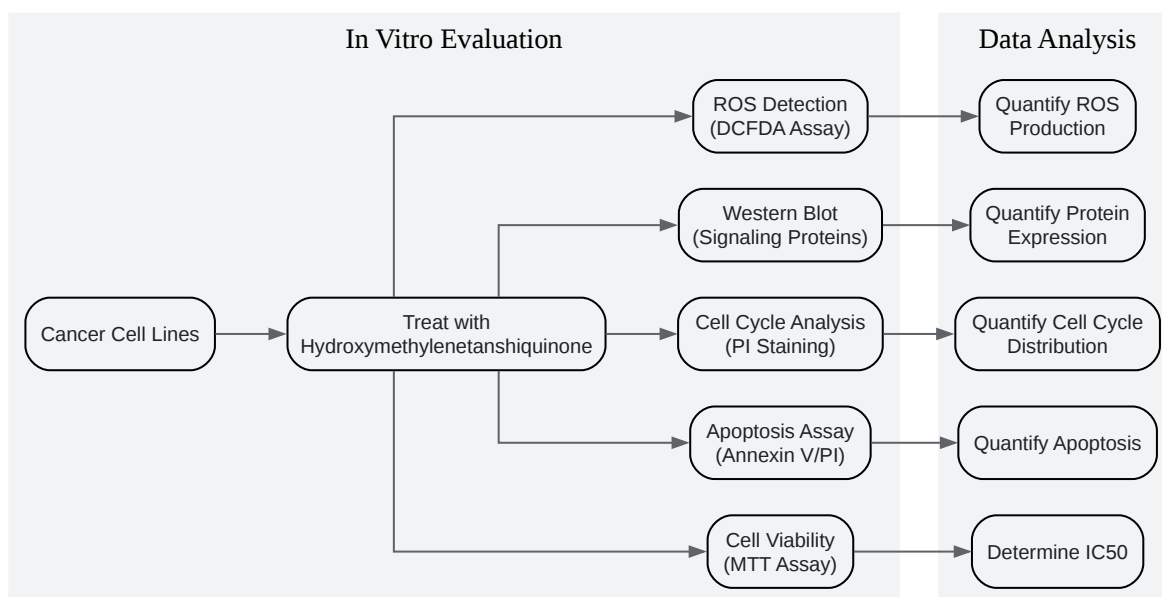 In Vitro Evaluation
Data Analysis
ROS Detection
(DCFDA Assay)
Quantify ROS
Production
Western Blot
(Signaling Proteins)
Quantify Protein
Expression
Cancer Cell Lines
Treat with
Hydroxymethylenetanshiquinone
Cell Cycle Analysis
(PI Staining)
Quantify Cell Cycle
Distribution
Apoptosis Assay
(Annexin V/PI)
Quantify Apoptosis
Cell Viability
(MTT Assay)
Determine IC50